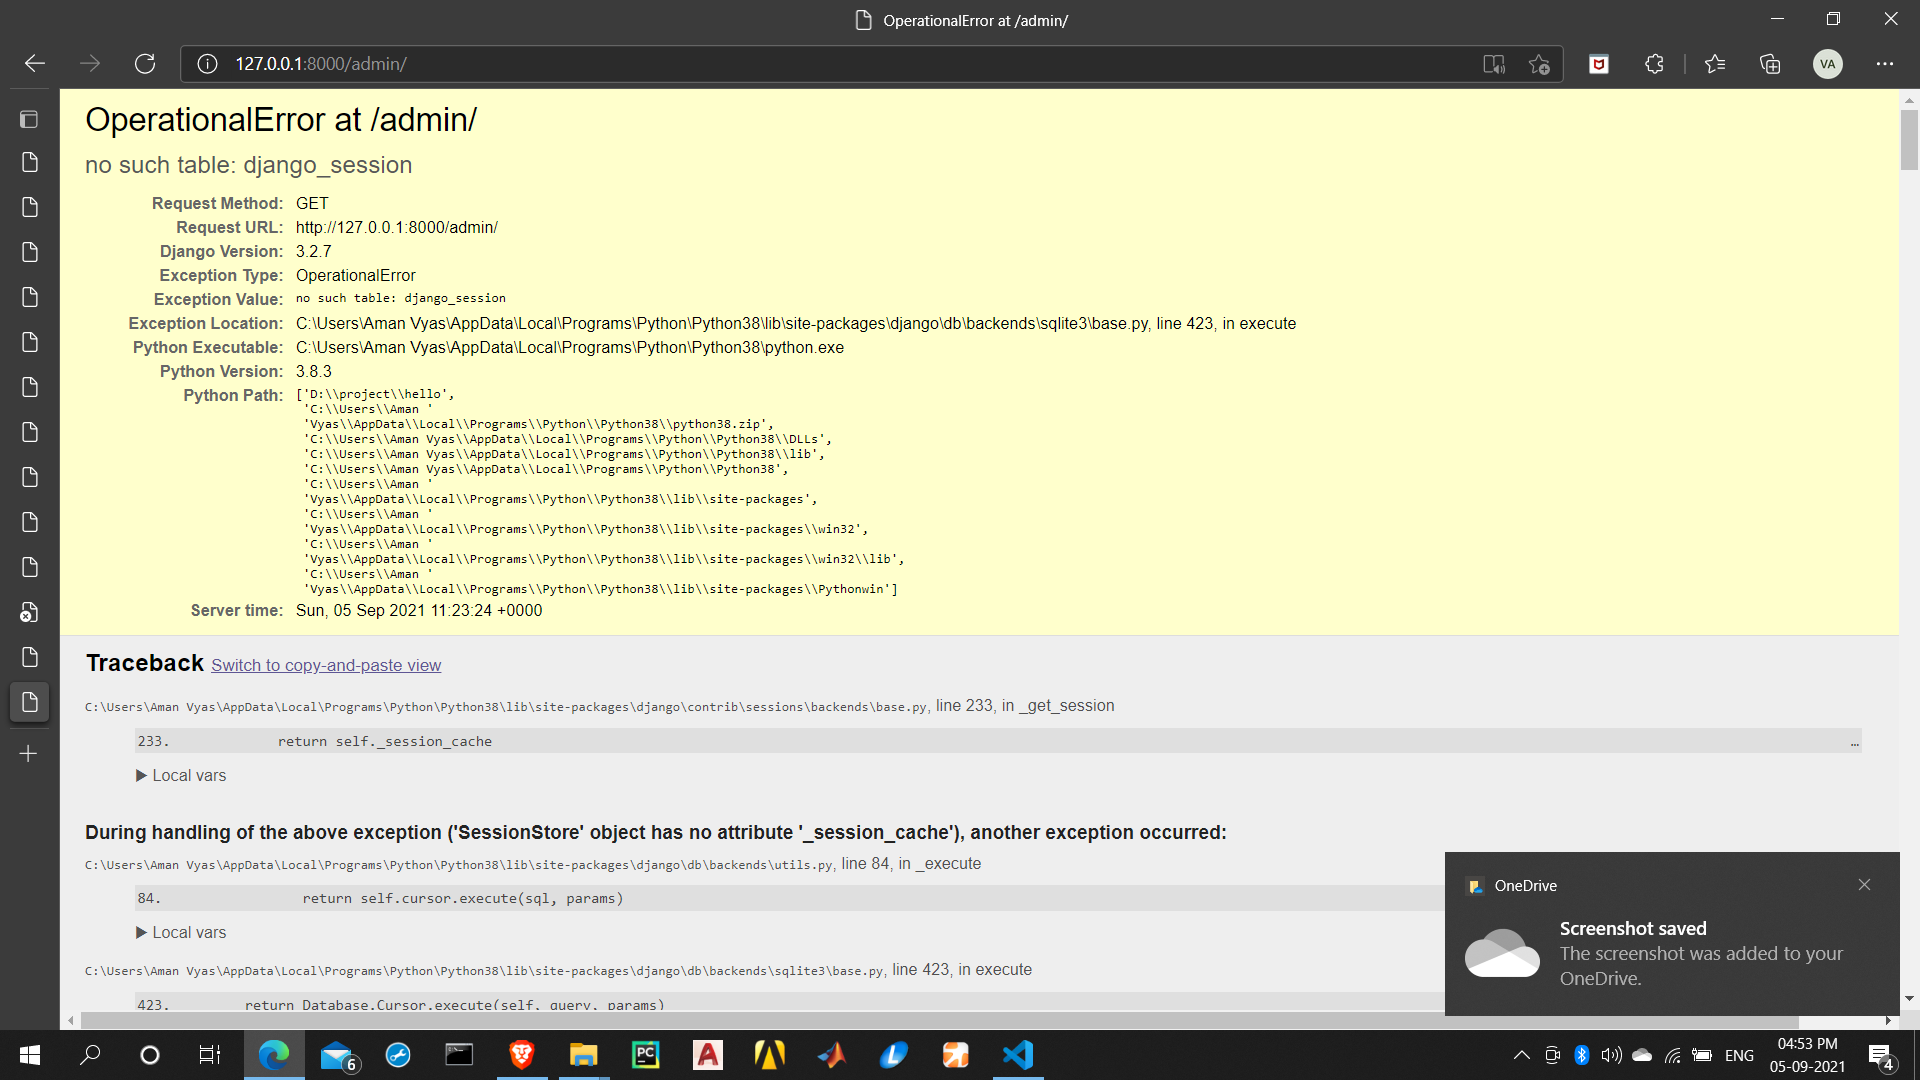 OperationalError at /admin/
127.0.0.1:8000/admin/
VA
OperationalError at /admin/
no such table: django_session
Request Method: GET
Request URL: http://127.0.0.1:8000/admin/
Django Version: 3.2.7
Exception Type: OperationalError
Exception Value: no such table: django_session
Exception Location: C:\Users\Aman Vyas\AppData\Local\Programs\Python\Python38\lib\site-packages\django\db\backends\sqlite3\base.py, line 423, in execute
Python Executable: C:\Users\Aman Vyas\AppData\Local\Programs\Python\Python38\python.exe
Python Version: 3.8.3
Python Path: ['D:\\project\\hello',
'C:\\Users\\Aman '
'Vyas\\AppData\\Local\\Programs\\Python\\Python38\\python38.zip',
'C:\\Users\\Aman Vyas\\AppData\\Local\\Programs\\Python\\Python38\\DLLs',
'C:\\Users\\Aman Vyas\\AppData\\Local\\Programs\\Python\\Python38\\lib',
'C:\\Users\\Aman Vyas\\AppData\\Local\\Programs\\Python\\Python38',
'C:\\Users\\Aman '
'Vyas\\AppData\\Local\\Programs\\Python\\Python38\\lib\\site-packages',
'C:\\Users\\Aman '
'Vyas\\AppData\\Local\\Programs\\Python\\Python38\\lib\\site-packages\\win32',
'C:\\Users\\Aman '
'Vyas\\AppData\\Local\\Programs\\Python\\Python38\\lib\\site-packages\\win32\\lib',
'C:\\Users\\Aman '
'Vyas\\AppData\\Local\\Programs\\Python\\Python38\\lib\\site-packages\\Pythonwin']
Server time: Sun, 05 Sep 2021 11:23:24 +0000
Traceback Switch to copy-and-paste view
C:\Users\Aman Vyas\AppData\Local\Programs\Python\Python38\lib\site-packages\django\contrib\sessions\backends\base.py, line 233, in _get_session
233. return self._session_cache …
▶ Local vars
During handling of the above exception ('SessionStore' object has no attribute '_session_cache'), another exception occurred:
C:\Users\Aman Vyas\AppData\Local\Programs\Python\Python38\lib\site-packages\django\db\backends\utils.py, line 84, in _execute
84. return self.cursor.execute(sql, params)
▶ Local vars
C:\Users\Aman Vyas\AppData\Local\Programs\Python\Python38\lib\site-packages\django\db\backends\sqlite3\base.py, line 423, in execute
423. return Database.Cursor.execute(self, query, params)
OneDrive
Screenshot saved
The screenshot was added to your
OneDrive.
6
PC
ENG
04:53 PM
05-09-2021
4